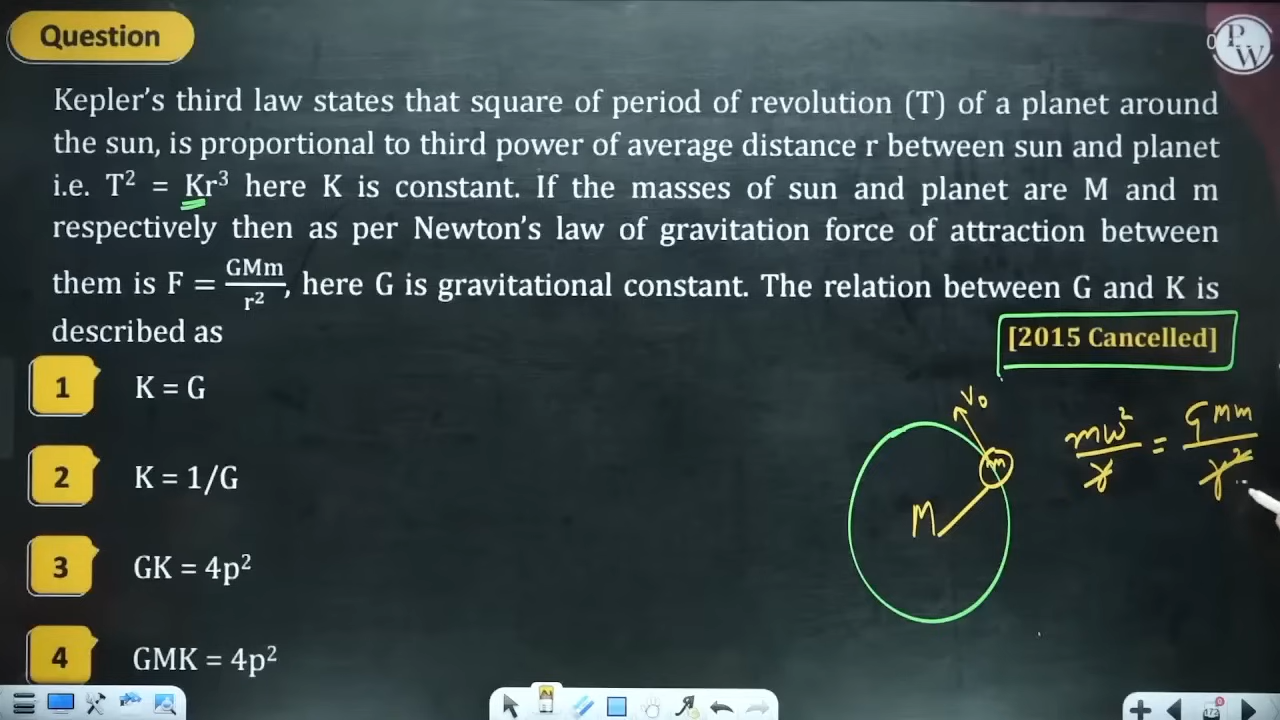 Question
PW
Kepler's third law states that square of period of revolution (T) of a planet around
the sun, is proportional to third power of average distance r between sun and planet
i.e. T² = Kr³ here K is constant. If the masses of sun and planet are M and m
respectively then as per Newton's law of gravitation force of attraction between
them is F = GMm/r², here G is gravitational constant. The relation between G and K is
described as
[2015 Cancelled]
1 K = G
2 K = 1/G
3 GK = 4p²
4 GMK = 4p²
V₀
m
M
mω²/r = GMm/r²